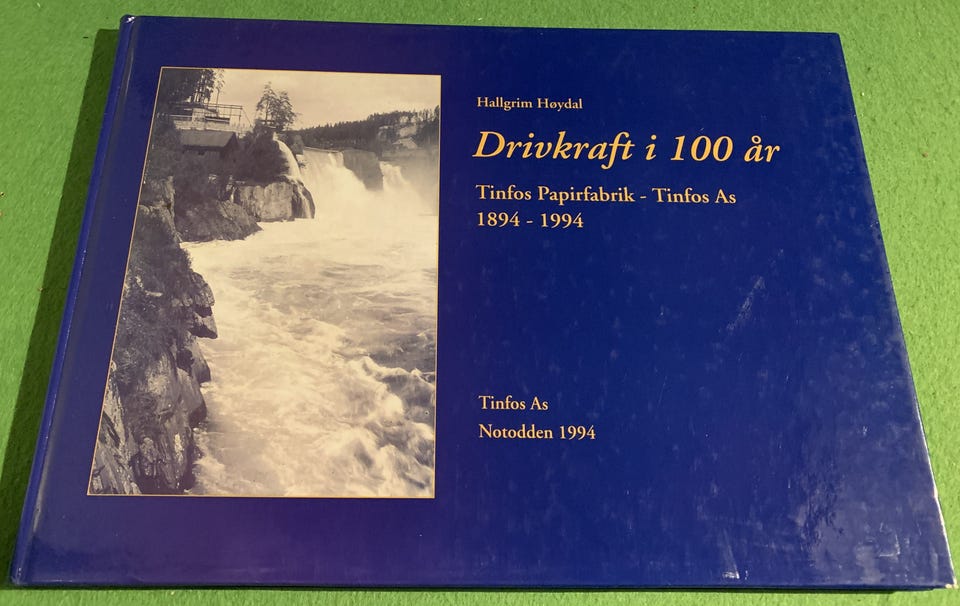 Hallgrim Høydal
Drivkraft i 100 år
Tinfos Papirfabrik - Tinfos As
1894 - 1994
Tinfos As
Notodden 1994